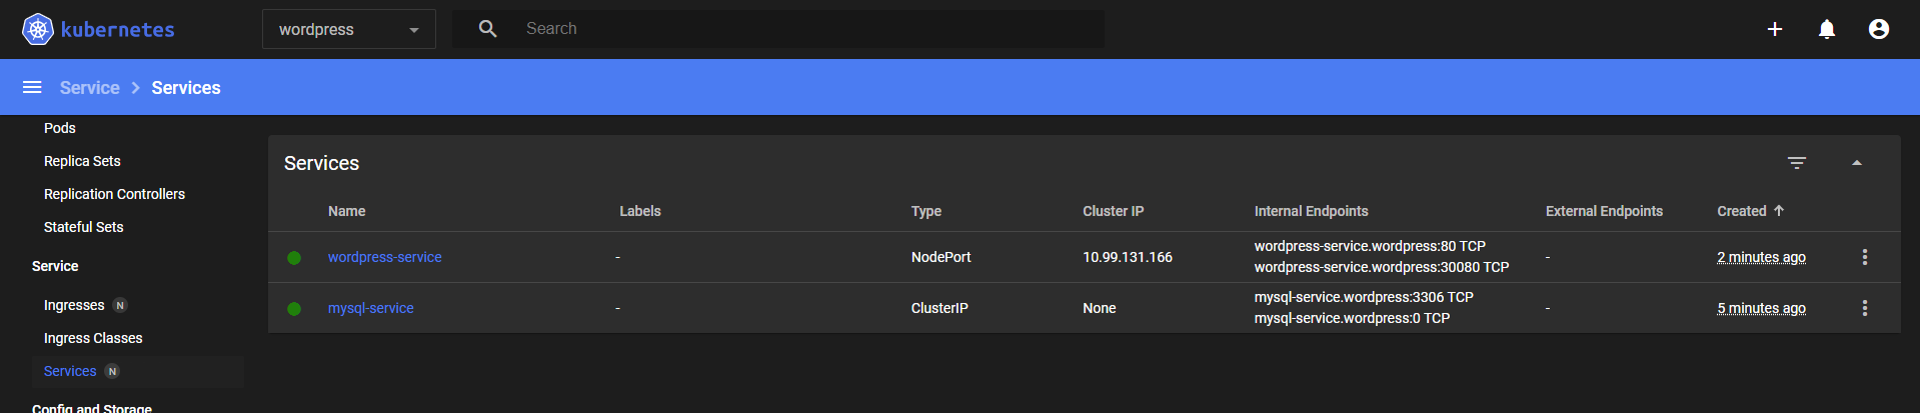 kubernetes
wordpress
Search
Service > Services
Pods
Replica Sets
Replication Controllers
Stateful Sets
Service
Ingresses N
Ingress Classes
Services N
Config and Storage
Services
Name Labels Type Cluster IP Internal Endpoints External Endpoints Created
wordpress-service - NodePort 10.99.131.166 wordpress-service.wordpress:80 TCP - 2 minutes ago
wordpress-service.wordpress:30080 TCP
mysql-service - ClusterIP None mysql-service.wordpress:3306 TCP - 5 minutes ago
mysql-service.wordpress:0 TCP